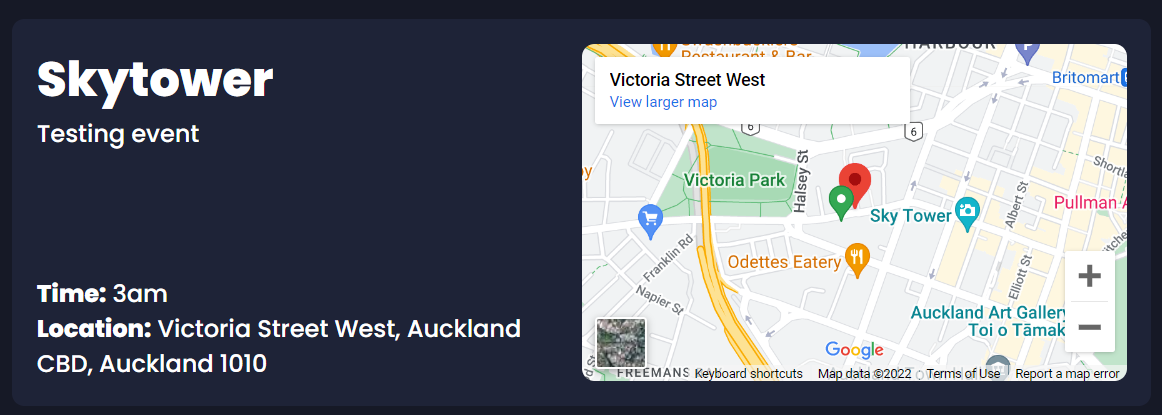 Skytower
Testing event
Time: 3am
Location: Victoria Street West, Auckland
CBD, Auckland 1010
Restaurant & Bar
HARBOUR
Victoria Street West
View larger map
Britomart
6
6
Halsey St
Victoria Park
Albert St
Pullman A
Sky Tower
Franklin Rd
Odettes Eatery
Elliott St
Napier St
Auckland Art Gallery
Toi o Tāmak
Google
FREEMANS
Keyboard shortcuts
Map data ©2022
Terms of Use
Report a map error